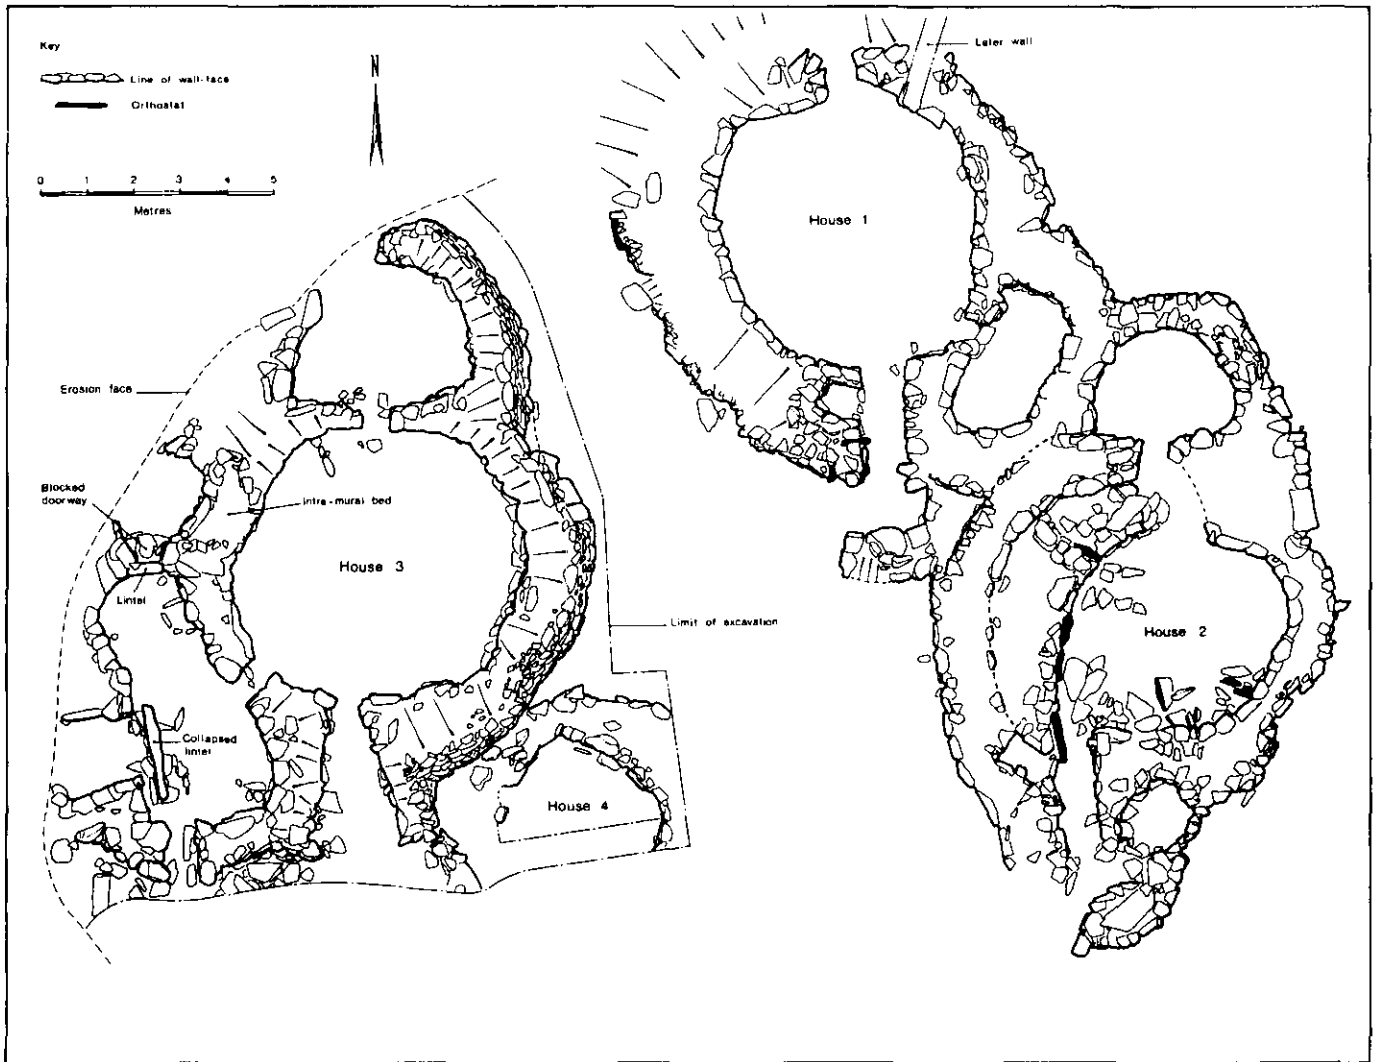 Key
Line of wall-face
Orthostat
N
0 1 2 3 4 5
Metres
Later wall
House 1
Erosion face
Blocked
doorway
Intra-mural bed
House 3
Lintel
Limit of excavation
House 2
Collapsed
lintel
House 4